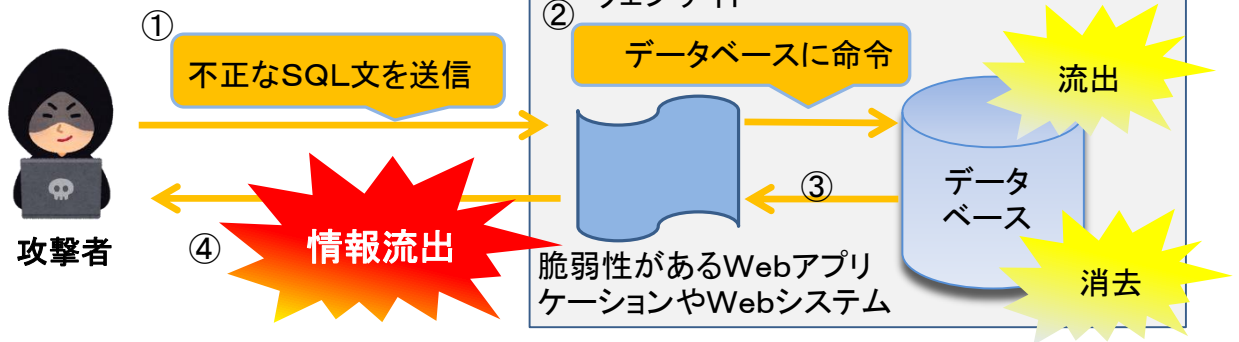 ①
不正なSQL文を送信
②
データベースに命令
流出
③
データ
ベース
攻撃者
④
情報流出
脆弱性があるWebアプリ
ケーションやWebシステム
消去